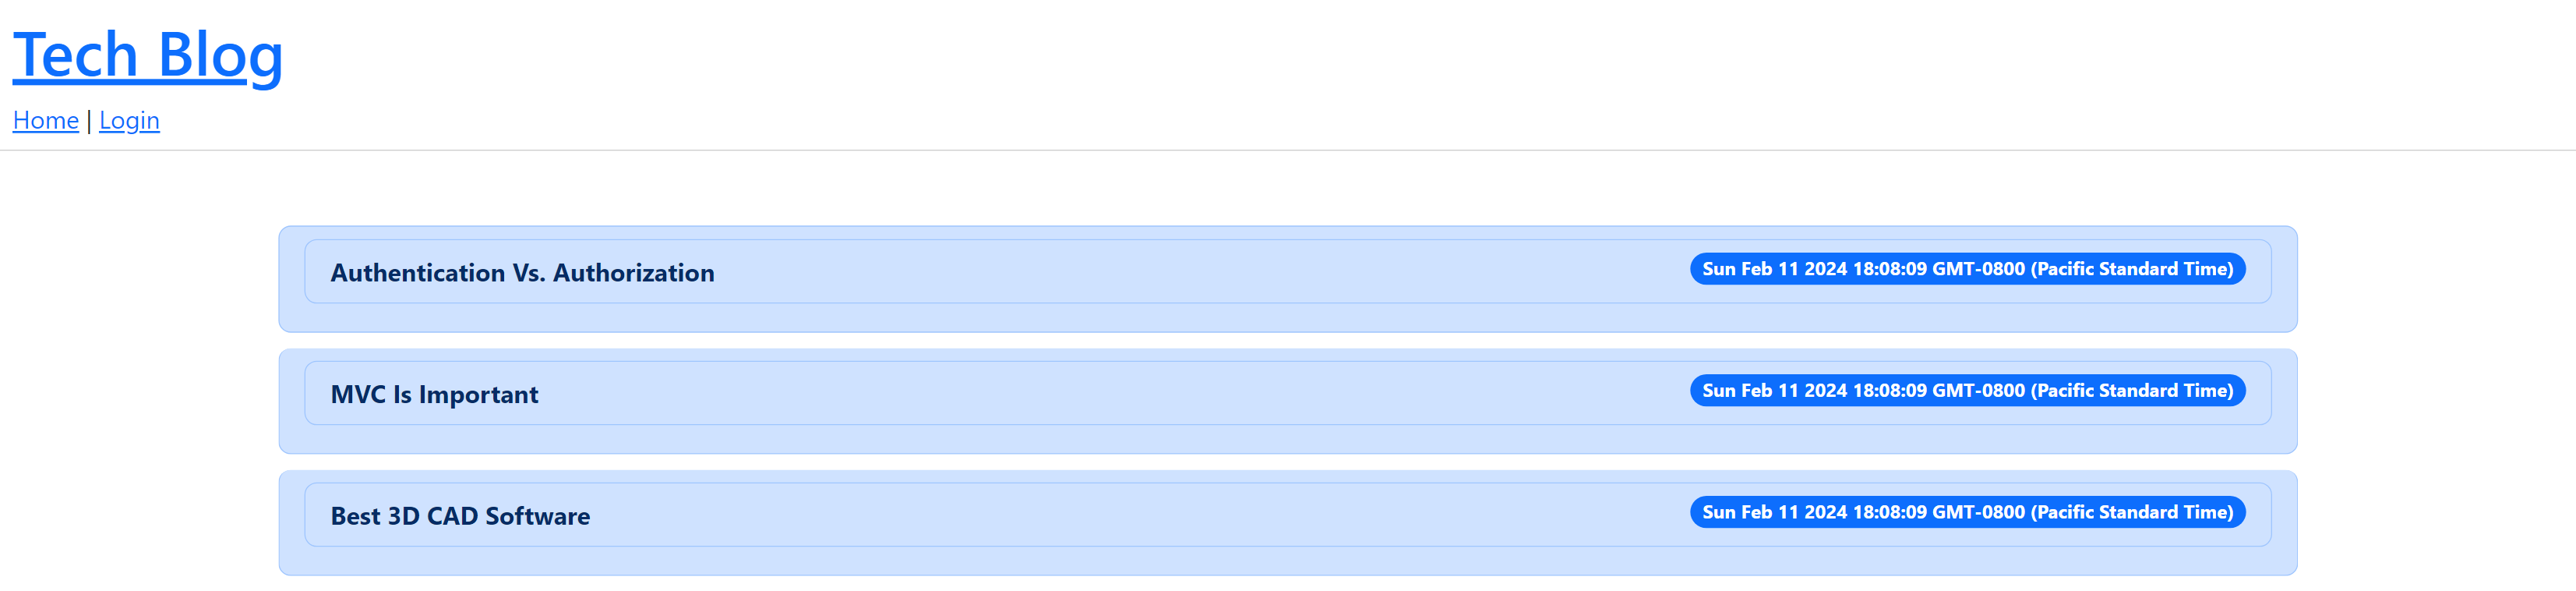 Tech Blog
Home | Login
Authentication Vs. Authorization Sun Feb 11 2024 18:08:09 GMT-0800 (Pacific Standard Time)
MVC Is Important Sun Feb 11 2024 18:08:09 GMT-0800 (Pacific Standard Time)
Best 3D CAD Software Sun Feb 11 2024 18:08:09 GMT-0800 (Pacific Standard Time)